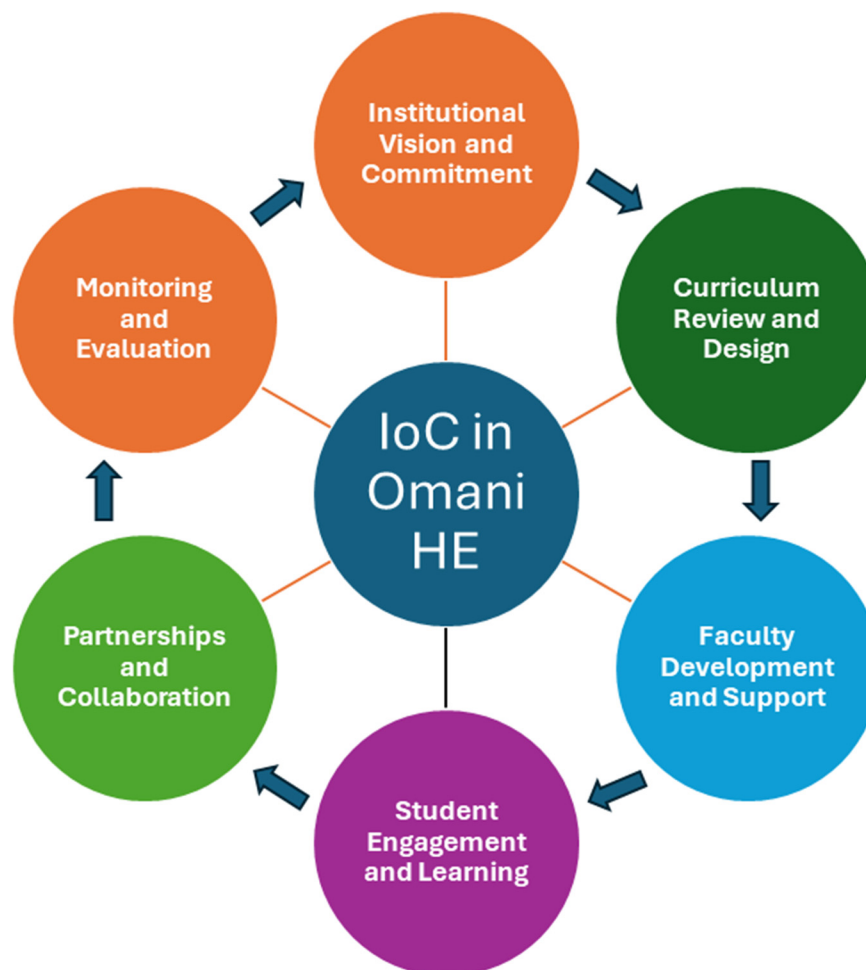 Institutional
Vision and
Commitment
Curriculum
Review and
Design
Faculty
Development
and Support
Student
Engagement
and Learning
Partnerships
and
Collaboration
Monitoring
and
Evaluation
IoC in
Omani
HE